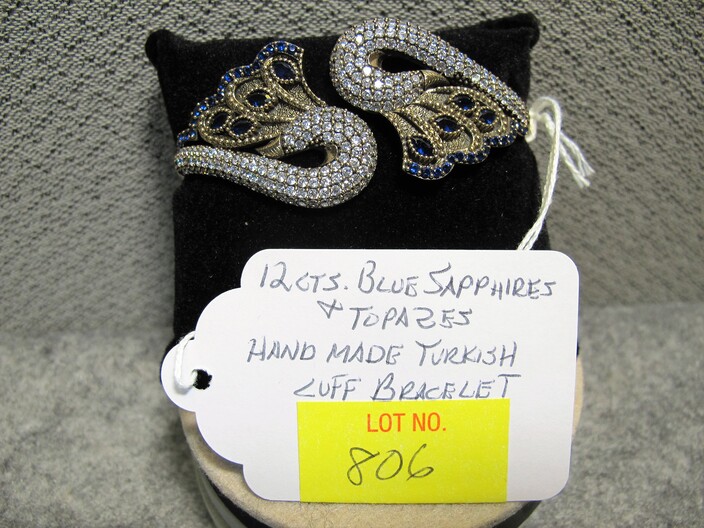 12 CTS. BLUE SAPPHIRES
& TOPAZES
HAND MADE TURKISH
CUFF BRACELET
LOT NO.
806